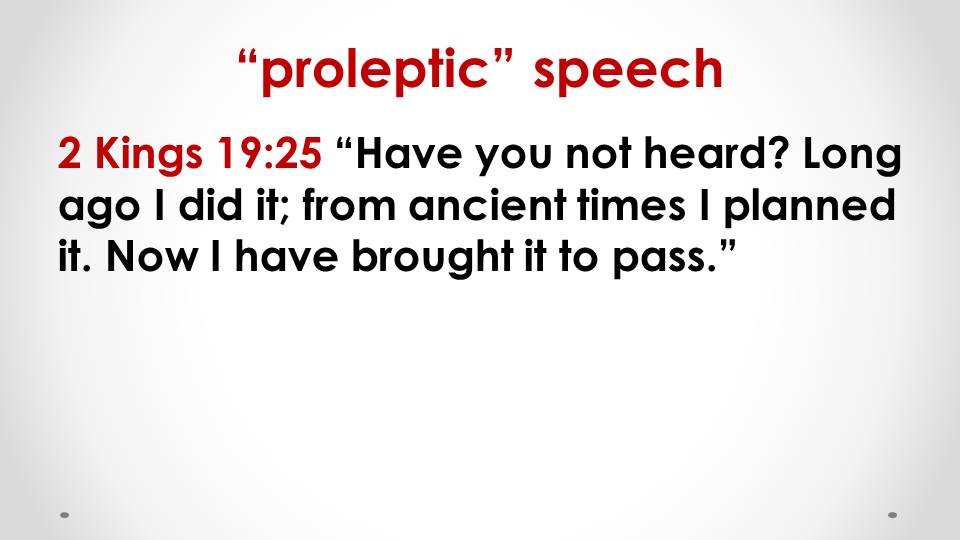 “proleptic” speech
2 Kings 19:25 “Have you not heard? Long
ago I did it; from ancient times I planned
it. Now I have brought it to pass.”